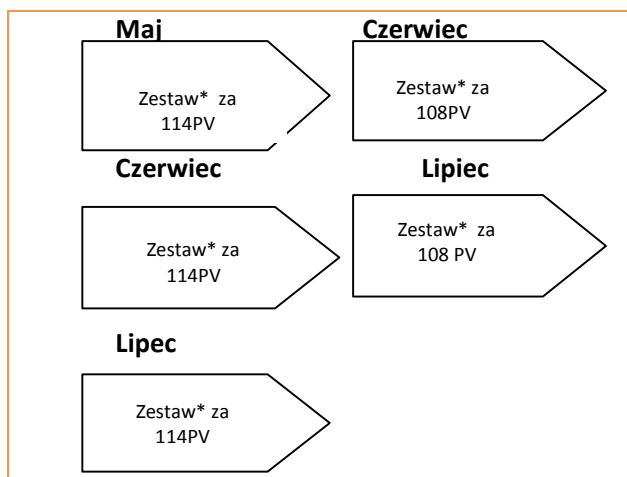 Maj
Czerwiec
Zestaw* za
114PV
Zestaw* za
108PV
Czerwiec
Lipiec
Zestaw* za
114PV
Zestaw* za
108 PV
Lipec
Zestaw* za
114PV